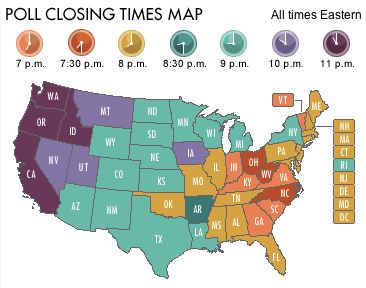 POLL CLOSING TIMES MAP
All times Eastern
7 p.m.
7:30 p.m.
8 p.m.
8:30 p.m.
9 p.m.
10 p.m.
11 p.m.
WA
MT
ND
MN
VT
ME
OR
ID
SD
WI
MI
NY
NH
MA
CT
RI
NJ
DE
MD
DC
NV
UT
CO
NE
IA
IL
IN
OH
PA
WV
VA
CA
KS
MO
KY
NC
AZ
NM
OK
AR
TN
SC
TX
LA
MS
AL
GA
FL